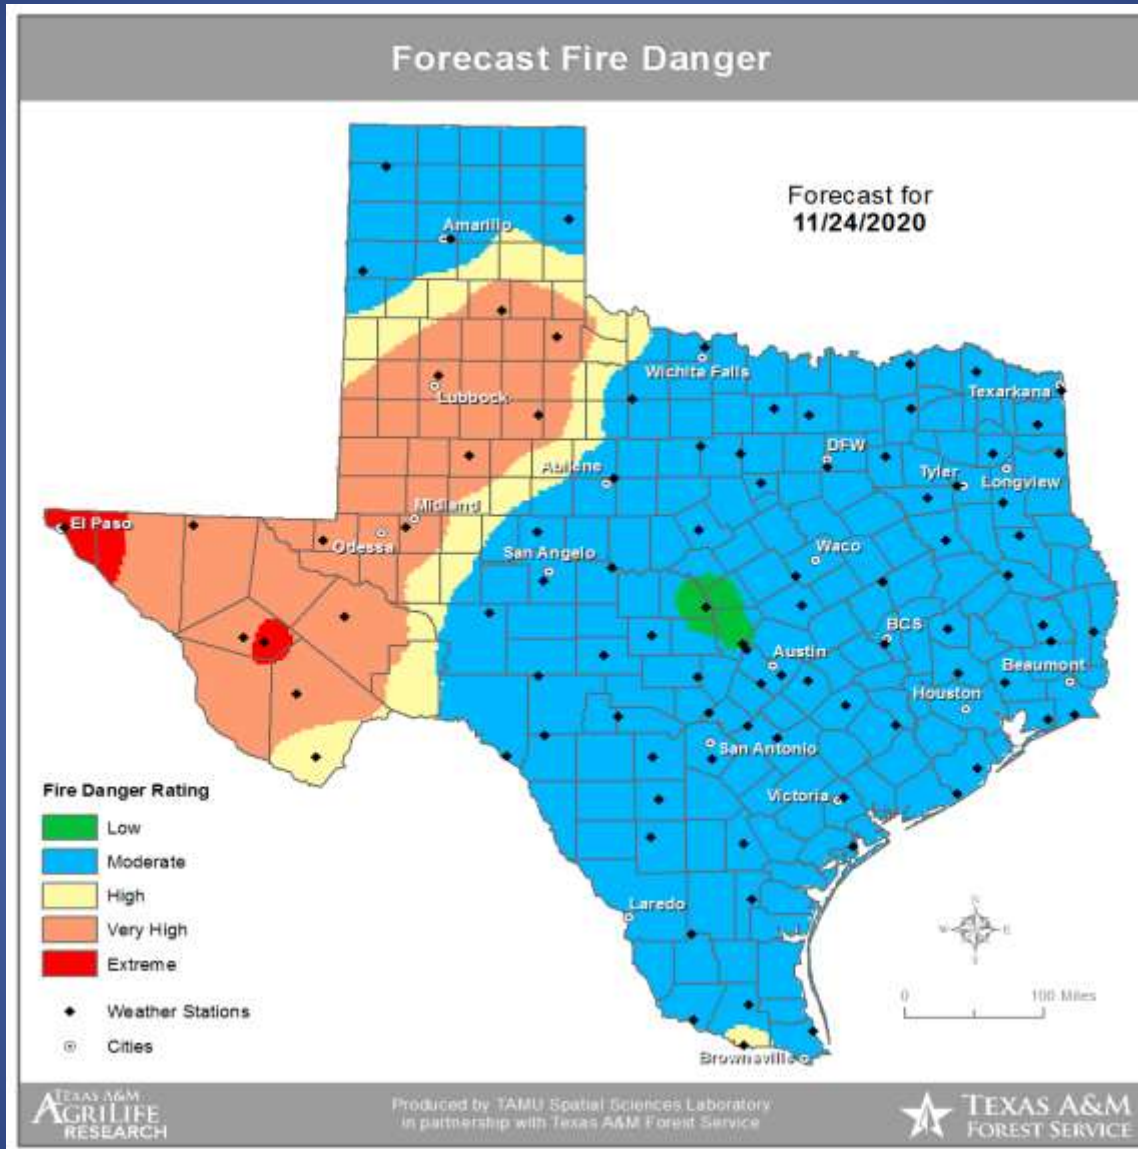 Forecast Fire Danger
Forecast for
11/24/2020
Amarillo
Wichita Falls
Texarkana
Lubbock
DFW
Abilene
Tyler
Longview
Midland
El Paso
Odessa
San Angelo
Waco
BCS
Austin
Beaumont
Houston
San Antonio
Victoria
Laredo
Brownsville
Fire Danger Rating
Low
Moderate
High
Very High
Extreme
Weather Stations
Cities
N
W E
S
0 100 Miles
TEXAS A&M
AGRILIFE
RESEARCH
Produced by TAMU Spatial Sciences Laboratory
in partnership with Texas A&M Forest Service
TEXAS A&M
FOREST SERVICE